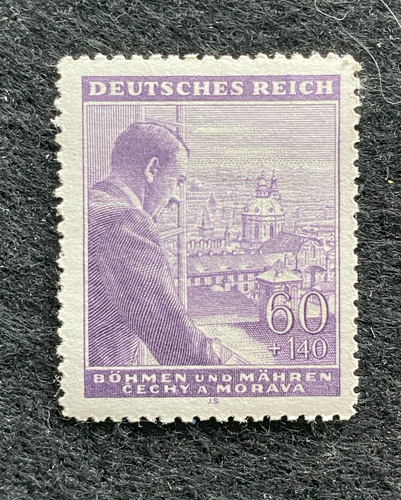 DEUTSCHES REICH
60
+ 140
BÖHMEN UND MÄHREN
ČECHY A MORAVA
J.S.